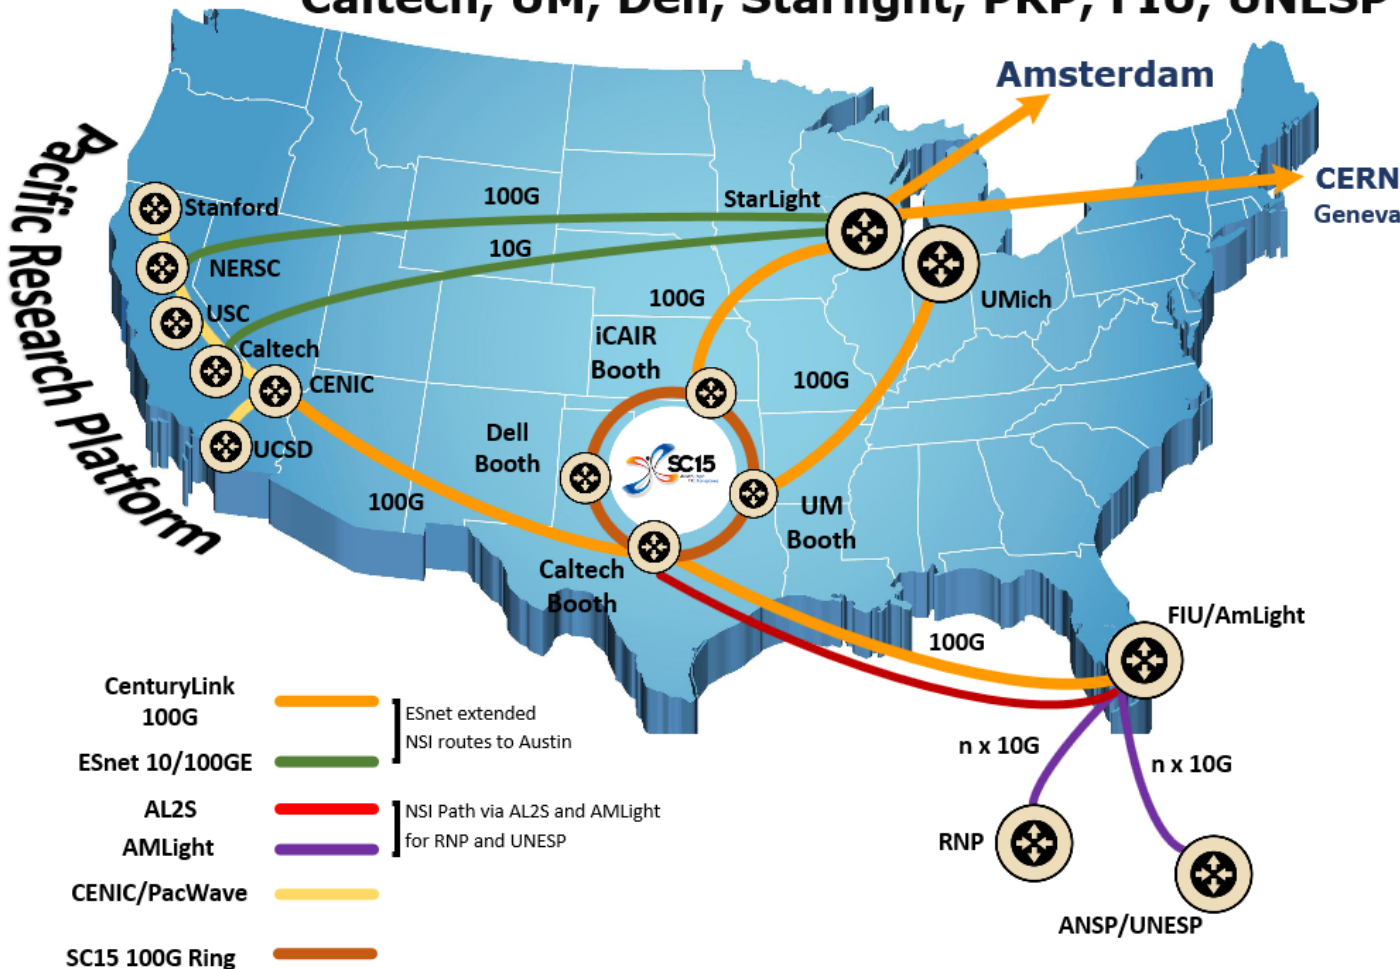 Caltech, UM, Dell, Starlight, PRP, FIU, UNESP
Amsterdam
CERN
Geneva
Pacific Research Platform
Stanford
NERSC
USC
Caltech
CENIC
UCSD
100G
10G
StarLight
UMich
100G
iCAIR
Booth
100G
Dell
Booth
SC15
UM
Booth
100G
Caltech
Booth
FIU/AmLight
100G
n x 10G
n x 10G
RNP
ANSP/UNESP
CenturyLink
100G
ESnet extended
NSI routes to Austin
ESnet 10/100GE
AL2S
NSI Path via AL2S and AMLight
for RNP and UNESP
AMLight
CENIC/PacWave
SC15 100G Ring